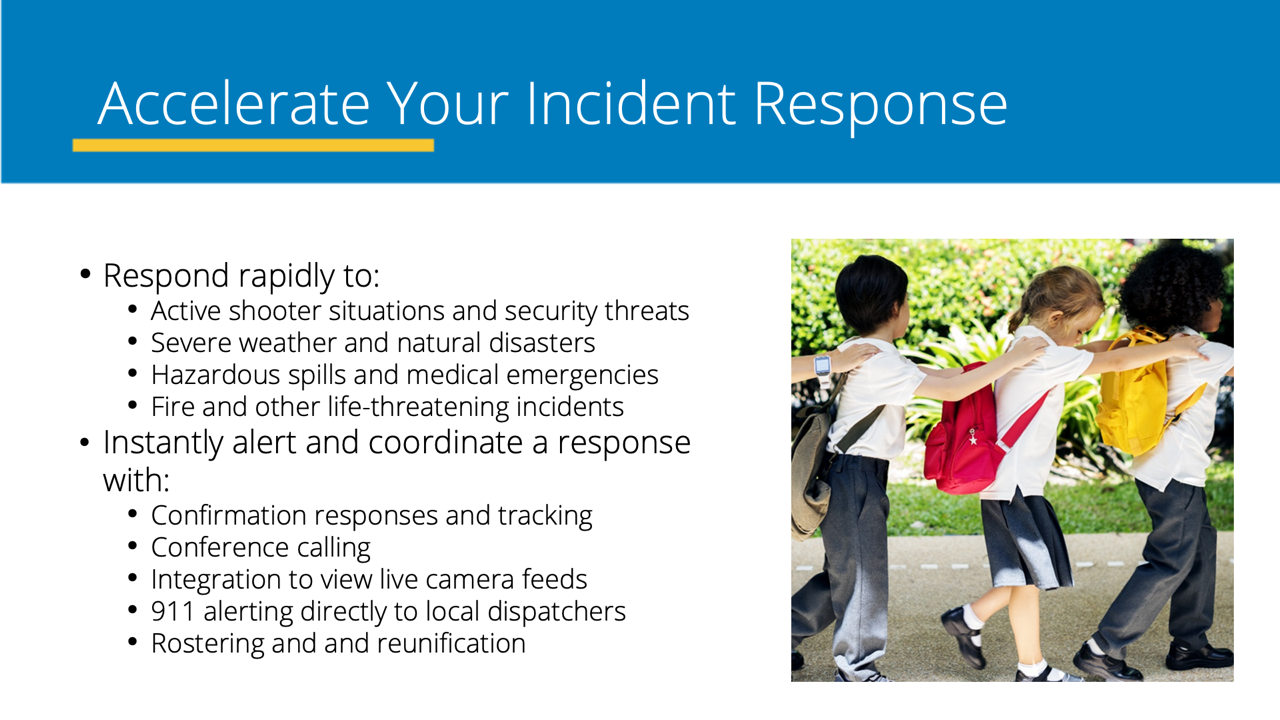 Accelerate Your Incident Response
• Respond rapidly to:
• Active shooter situations and security threats
• Severe weather and natural disasters
• Hazardous spills and medical emergencies
• Fire and other life-threatening incidents
• Instantly alert and coordinate a response
with:
• Confirmation responses and tracking
• Conference calling
• Integration to view live camera feeds
• 911 alerting directly to local dispatchers
• Rostering and and reunification